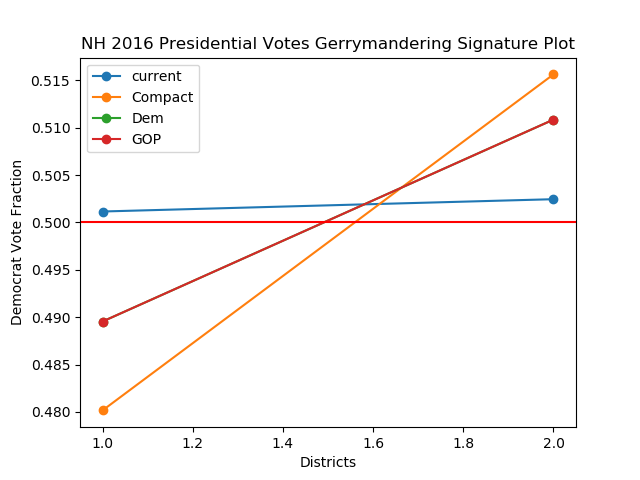 NH 2016 Presidential Votes Gerrymandering Signature Plot
current
Compact
Dem
GOP
Democrat Vote Fraction
0.515
0.510
0.505
0.500
0.495
0.490
0.485
0.480
1.0 1.2 1.4 1.6 1.8 2.0
Districts